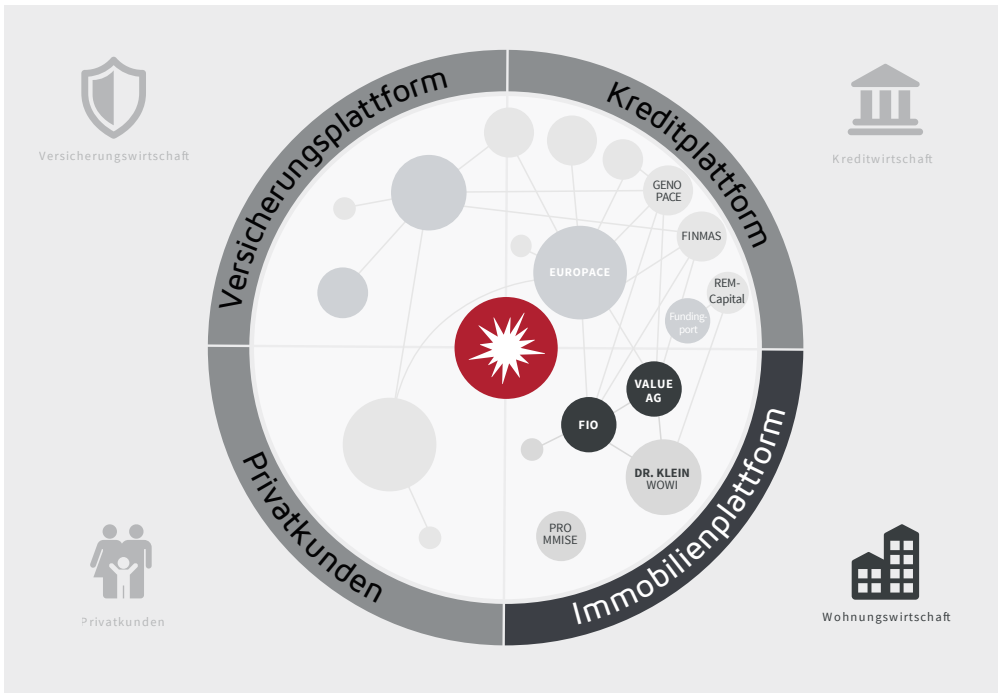 Versicherungsplattform
Kreditplattform
Versicherungswirtschaft
Kreditwirtschaft
GENO
PACE
FINMAS
EUROPACE
REM-
Capital
Funding-
port
VALUE
AG
FIO
DR. KLEIN
WOWI
PRO
MMISE
Privatkunden
Immobilienplattform
Privatkunden
Wohnungswirtschaft